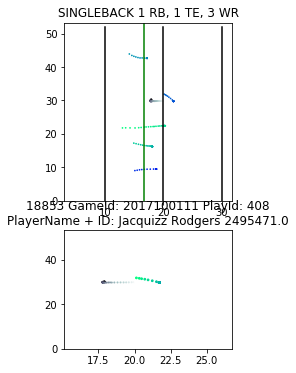 SINGLEBACK 1 RB, 1 TE, 3 WR
50
40
30
20
10
0
10 20 30
18853 GameId: 2017100111 PlayId: 408
PlayerName + ID: Jacquizz Rodgers 2495471.0
40
20
0
17.5 20.0 22.5 25.0